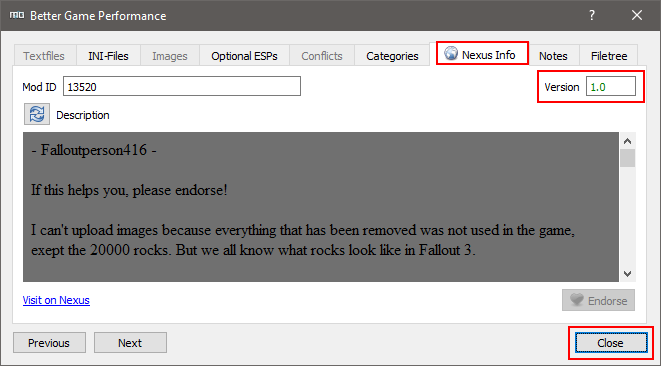 Better Game Performance
Textfiles INI-Files Images Optional ESPs Conflicts Categories Nexus Info Notes Filetree
Mod ID 13520 Version 1.0
Description
- Falloutperson416 -
If this helps you, please endorse!
I can't upload images because everything that has been removed was not used in the game,
exept the 20000 rocks. But we all know what rocks look like in Fallout 3.
Visit on Nexus Endorse
Previous Next Close